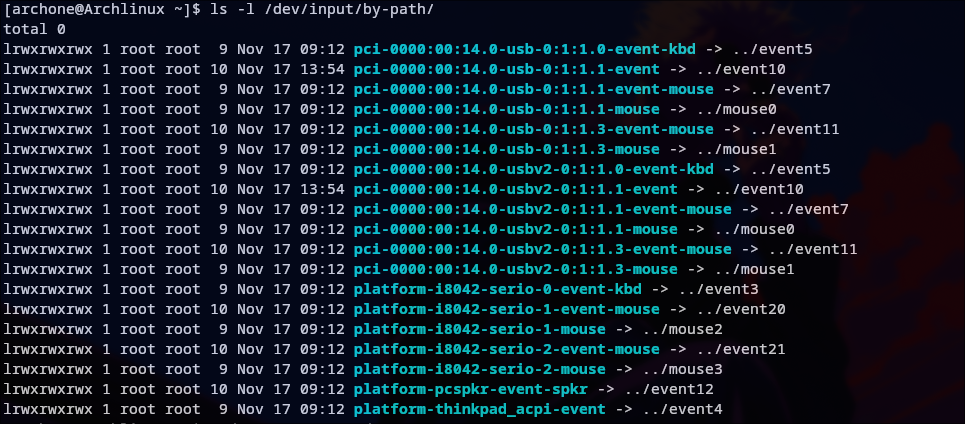 [archone@Archlinux ~]$ ls -l /dev/input/by-path/
total 0
lrwxrwxrwx 1 root root  9 Nov 17 09:12 pci-0000:00:14.0-usb-0:1:1.0-event-kbd -> ../event5
lrwxrwxrwx 1 root root 10 Nov 17 13:54 pci-0000:00:14.0-usb-0:1:1.1-event -> ../event10
lrwxrwxrwx 1 root root  9 Nov 17 09:12 pci-0000:00:14.0-usb-0:1:1.1-event-mouse -> ../event7
lrwxrwxrwx 1 root root  9 Nov 17 09:12 pci-0000:00:14.0-usb-0:1:1.1-mouse -> ../mouse0
lrwxrwxrwx 1 root root 10 Nov 17 09:12 pci-0000:00:14.0-usb-0:1:1.3-event-mouse -> ../event11
lrwxrwxrwx 1 root root  9 Nov 17 09:12 pci-0000:00:14.0-usb-0:1:1.3-mouse -> ../mouse1
lrwxrwxrwx 1 root root  9 Nov 17 09:12 pci-0000:00:14.0-usbv2-0:1:1.0-event-kbd -> ../event5
lrwxrwxrwx 1 root root 10 Nov 17 13:54 pci-0000:00:14.0-usbv2-0:1:1.1-event -> ../event10
lrwxrwxrwx 1 root root  9 Nov 17 09:12 pci-0000:00:14.0-usbv2-0:1:1.1-event-mouse -> ../event7
lrwxrwxrwx 1 root root  9 Nov 17 09:12 pci-0000:00:14.0-usbv2-0:1:1.1-mouse -> ../mouse0
lrwxrwxrwx 1 root root 10 Nov 17 09:12 pci-0000:00:14.0-usbv2-0:1:1.3-event-mouse -> ../event11
lrwxrwxrwx 1 root root  9 Nov 17 09:12 pci-0000:00:14.0-usbv2-0:1:1.3-mouse -> ../mouse1
lrwxrwxrwx 1 root root  9 Nov 17 09:12 platform-i8042-serio-0-event-kbd -> ../event3
lrwxrwxrwx 1 root root 10 Nov 17 09:12 platform-i8042-serio-1-event-mouse -> ../event20
lrwxrwxrwx 1 root root  9 Nov 17 09:12 platform-i8042-serio-1-mouse -> ../mouse2
lrwxrwxrwx 1 root root 10 Nov 17 09:12 platform-i8042-serio-2-event-mouse -> ../event21
lrwxrwxrwx 1 root root  9 Nov 17 09:12 platform-i8042-serio-2-mouse -> ../mouse3
lrwxrwxrwx 1 root root 10 Nov 17 09:12 platform-pcspkr-event-spkr -> ../event12
lrwxrwxrwx 1 root root  9 Nov 17 09:12 platform-thinkpad_acpi-event -> ../event4